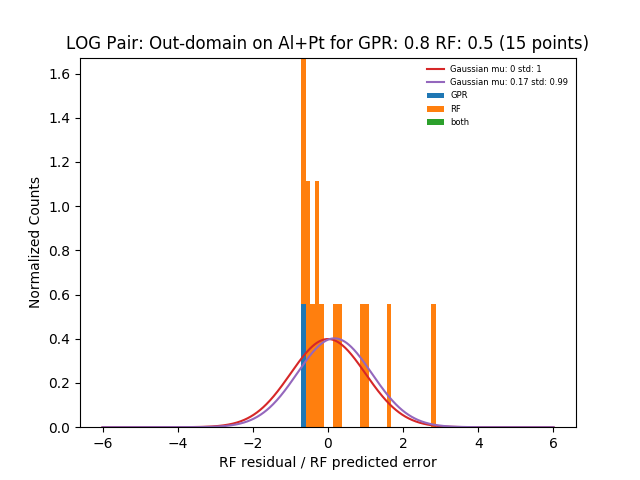 LOG Pair: Out-domain on Al+Pt for GPR: 0.8 RF: 0.5 (15 points)
Gaussian mu: 0 std: 1
Gaussian mu: 0.17 std: 0.99
GPR
RF
both
Normalized Counts
1.6
1.4
1.2
1.0
0.8
0.6
0.4
0.2
0.0
−6 −4 −2 0 2 4 6
RF residual / RF predicted error